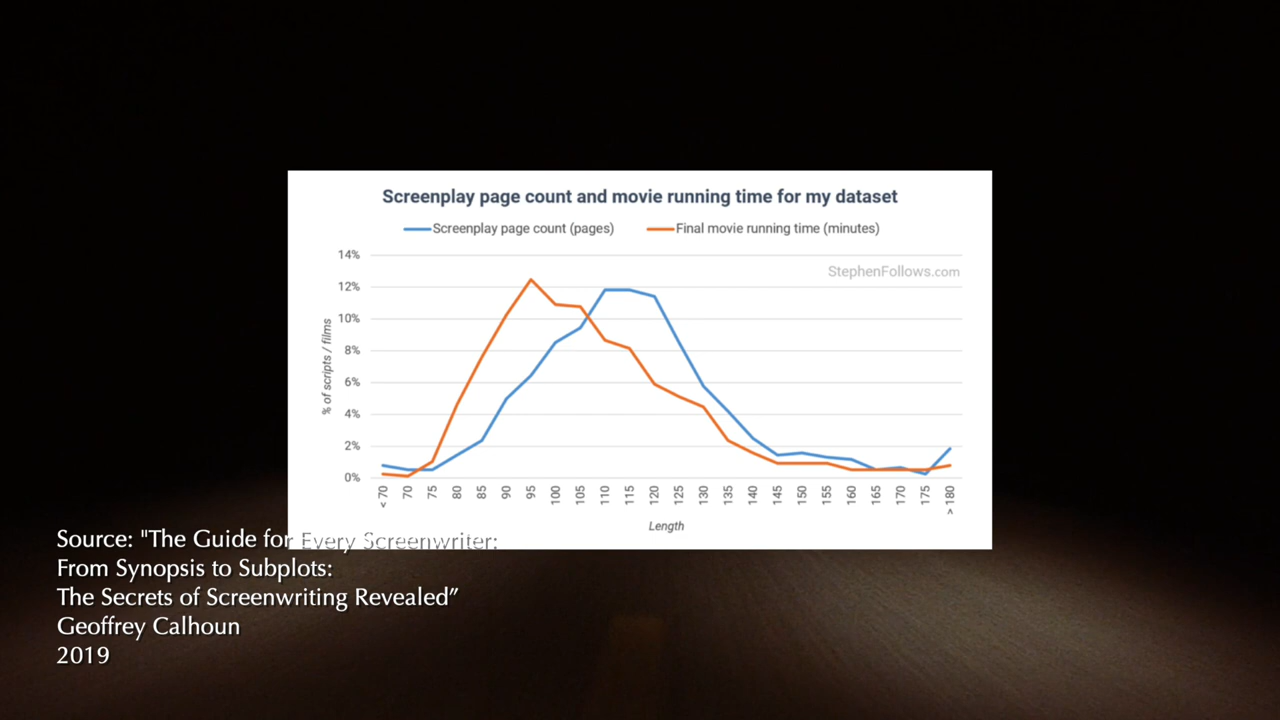 Screenplay page count and movie running time for my dataset
Screenplay page count (pages) Final movie running time (minutes)
StephenFollows.com
14%
12%
10%
8%
6%
4%
2%
0%
% of scripts / films
< 70 70 75 80 85 90 95 100 105 110 115 120 125 130 135 140 145 150 155 160 165 170 175 > 180
Length
Source: "The Guide for Every Screenwriter:
From Synopsis to Subplots:
The Secrets of Screenwriting Revealed”
Geoffrey Calhoun
2019